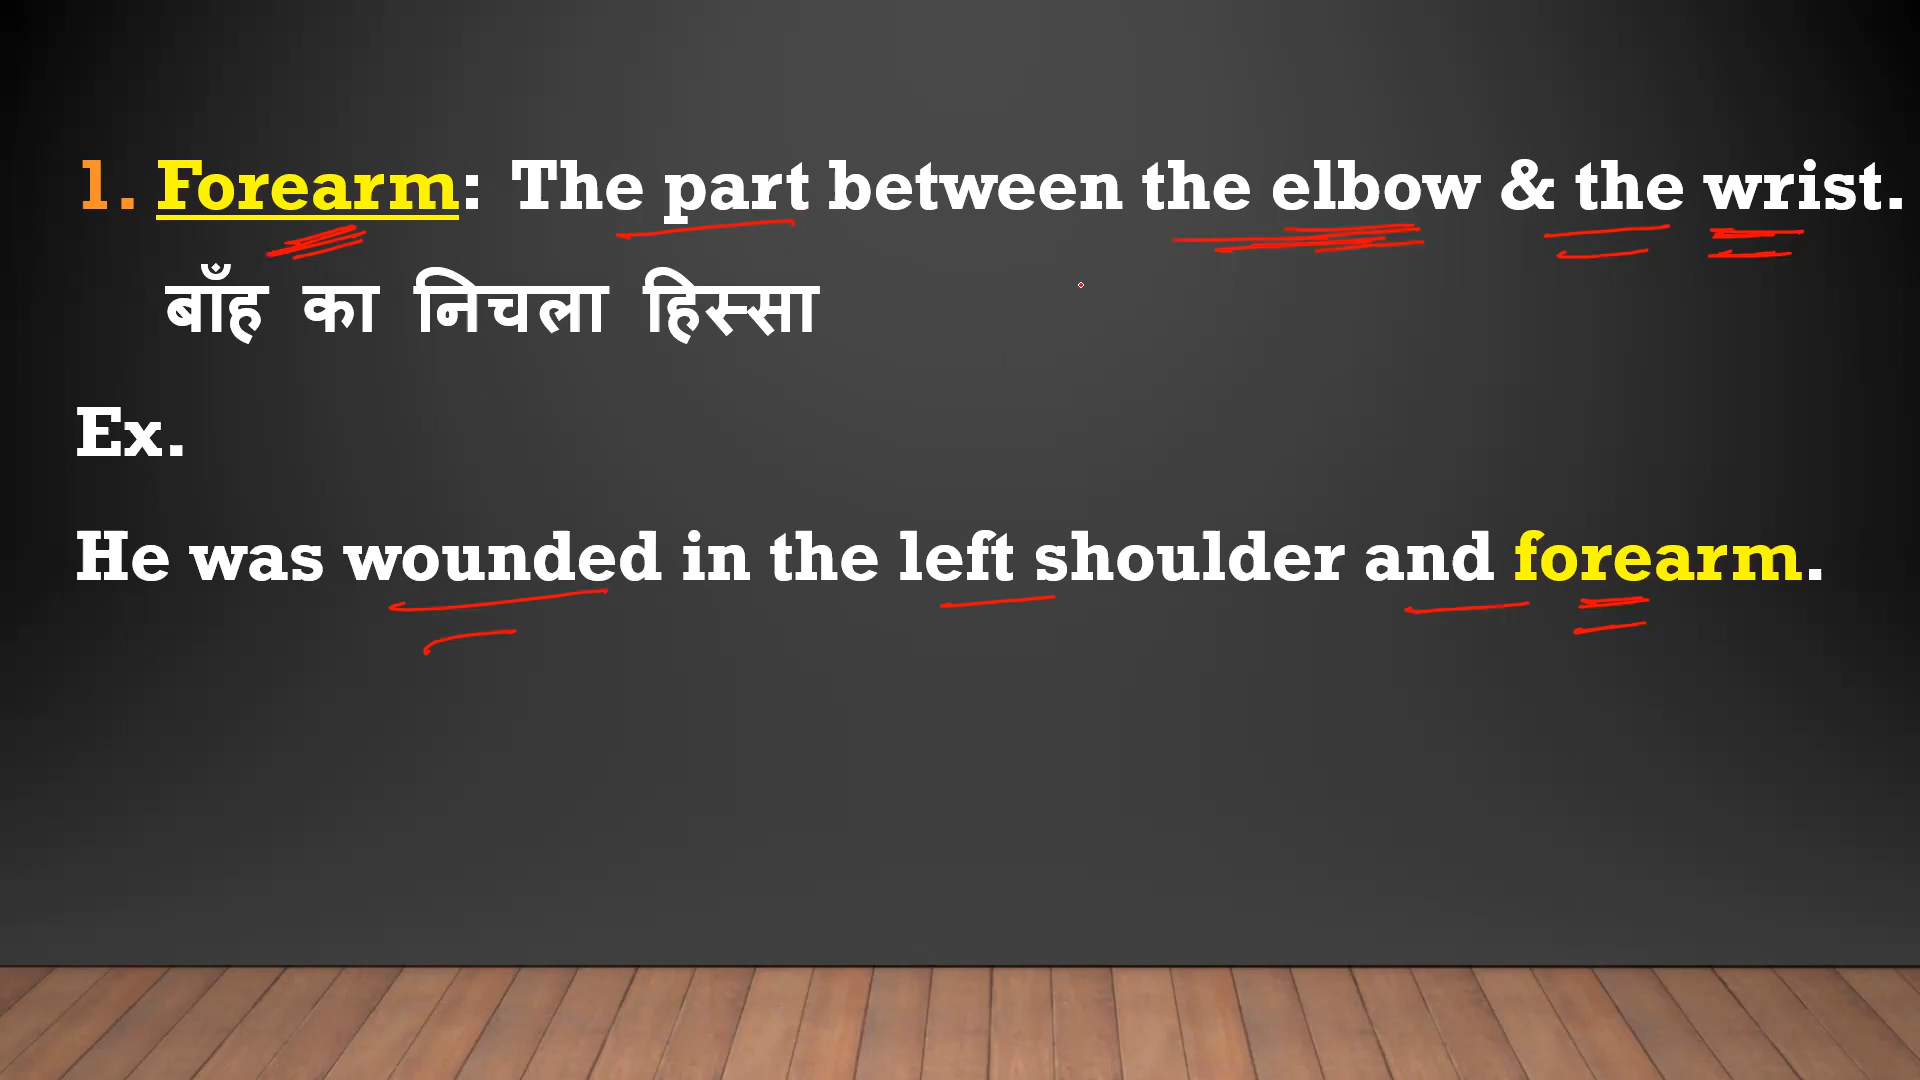 1. Forearm: The part between the elbow & the wrist.
बाँह का निचला हिस्सा
Ex.
He was wounded in the left shoulder and forearm.